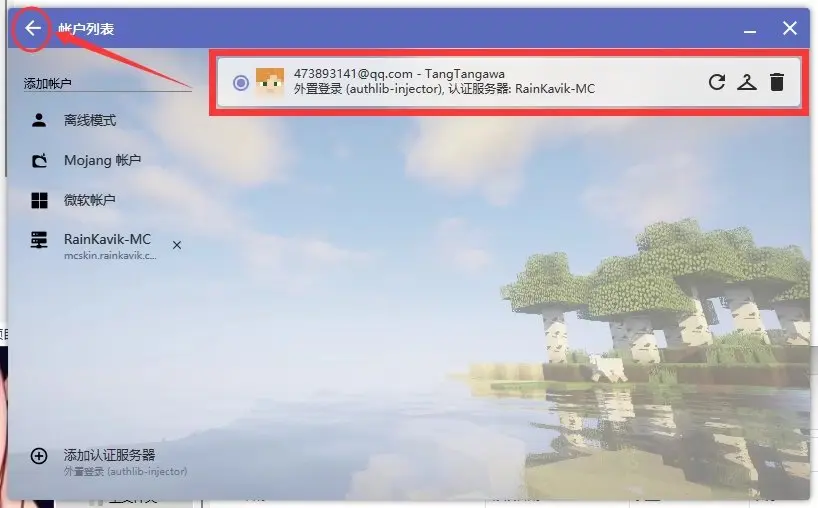 帐户列表
添加帐户
离线模式
Mojang 帐户
微软帐户
RainKavik-MC
mcskin.rainkavik.c...
添加认证服务器
外置登录 (authlib-injector)
473893141@qq.com - TangTangawa
外置登录 (authlib-injector), 认证服务器: RainKavik-MC